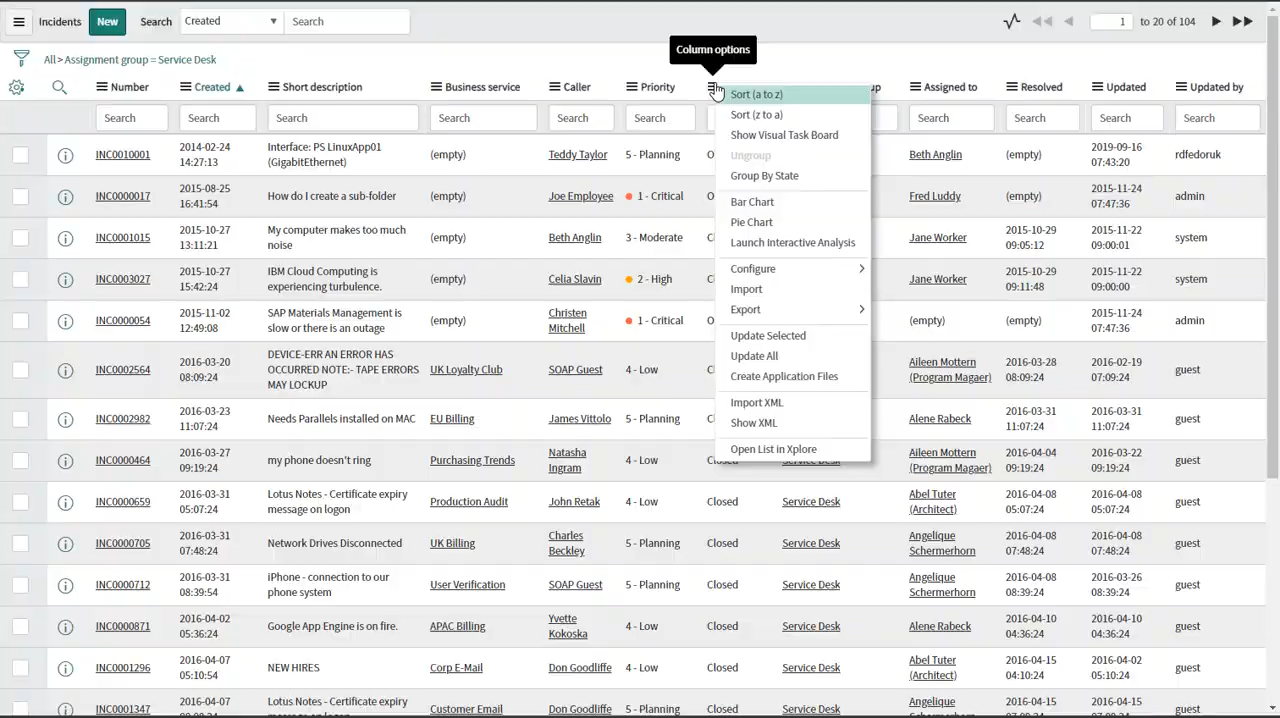 Incidents New Search Created Search 1 to 20 of 104
Column options
All > Assignment group = Service Desk
Number Created Short description Business service Caller Priority up Assigned to Resolved Updated Updated by
Search Search Search Search Search Search Search Search Search Search
Sort (a to z)
Sort (z to a)
Show Visual Task Board
Ungroup
Group By State
Bar Chart
Pie Chart
Launch Interactive Analysis
Configure
Import
Export
Update Selected
Update All
Create Application Files
Import XML
Show XML
Open List in Xplore
INC0010001 2014-02-24 Interface: PS LinuxApp01 (empty) Teddy Taylor 5 - Planning Beth Anglin (empty) 2019-09-16 rdfedoruk
14:27:13 (GigabitEthernet) 07:43:20
INC0000017 2015-08-25 How do I create a sub-folder (empty) Joe Employee 1 - Critical Fred Luddy (empty) 2015-11-24 admin
16:41:54 07:47:36
INC0001015 2015-10-27 My computer makes too much (empty) Beth Anglin 3 - Moderate Jane Worker 2015-10-29 2015-11-22 system
13:11:21 noise 09:05:12 09:00:01
INC0003027 2015-10-27 IBM Cloud Computing is (empty) Celia Slavin 2 - High Jane Worker 2015-10-29 2015-11-22 system
15:42:24 experiencing turbulence. 09:11:48 09:00:00
INC0000054 2015-11-02 SAP Materials Management is (empty) Christen 1 - Critical (empty) (empty) 2015-11-24 admin
12:49:08 slow or there is an outage Mitchell 07:47:36
INC0002564 2016-03-20 DEVICE-ERR AN ERROR HAS UK Loyalty Club SOAP Guest 4 - Low Aileen Mottern 2016-03-28 2016-02-19 guest
08:09:24 OCCURRED NOTE:- TAPE ERRORS (Program Magaer) 08:09:24 07:09:24
MAY LOCKUP
INC0002982 2016-03-23 Needs Parallels installed on MAC EU Billing James Vittolo 5 - Planning Alene Rabeck 2016-03-31 2016-03-31 guest
11:07:24 11:07:24 11:07:24
INC0000464 2016-03-27 my phone doesn't ring Purchasing Trends Natasha 4 - Low Closed Service Desk Aileen Mottern 2016-04-04 2016-03-22 guest
09:19:24 Ingram (Program Magaer) 09:19:24 09:19:24
INC0000659 2016-03-31 Lotus Notes - Certificate expiry Production Audit John Retak 4 - Low Closed Service Desk Abel Tuter 2016-04-08 2016-04-08 guest
05:07:24 message on logon (Architect) 05:07:24 05:07:24
INC0000705 2016-03-31 Network Drives Disconnected UK Billing Charles 5 - Planning Closed Service Desk Angelique 2016-04-08 2016-04-08 guest
07:48:24 Beckley Schermerhorn 07:48:24 07:48:24
INC0000712 2016-03-31 iPhone - connection to our User Verification SOAP Guest 5 - Planning Closed Service Desk Angelique 2016-04-08 2016-03-26 guest
08:39:54 phone system Schermerhorn 08:39:24 08:39:24
INC0000871 2016-04-02 Google App Engine is on fire. APAC Billing Yvette 4 - Low Closed Service Desk Alene Rabeck 2016-04-10 2016-04-10 guest
05:36:24 Kokoska 04:36:24 04:36:24
INC0001296 2016-04-07 NEW HIRES Corp E-Mail Don Goodliffe 4 - Low Closed Service Desk Abel Tuter 2016-04-15 2016-04-02 guest
05:10:54 (Architect) 04:10:24 05:10:24
INC0001347 2016-04-07 Lotus Notes - Certificate expiry Customer Email Don Goodliffe 5 - Planning Closed Service Desk Angelique 2016-04-15 2016-04-15 guest